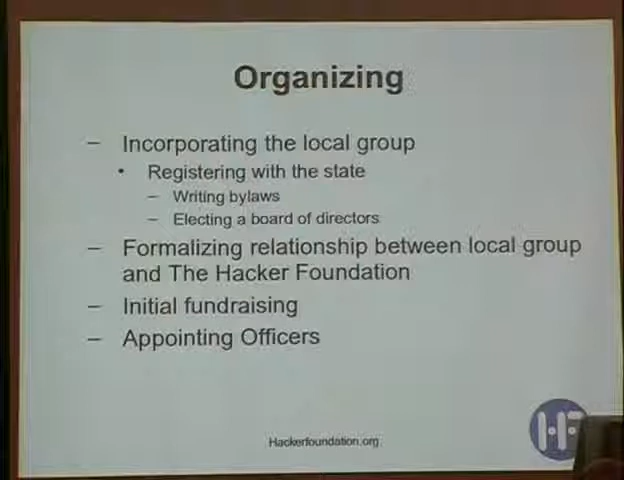 Organizing
– Incorporating the local group
• Registering with the state
– Writing bylaws
– Electing a board of directors
– Formalizing relationship between local group
and The Hacker Foundation
– Initial fundraising
– Appointing Officers
Hackerfoundation.org
HF